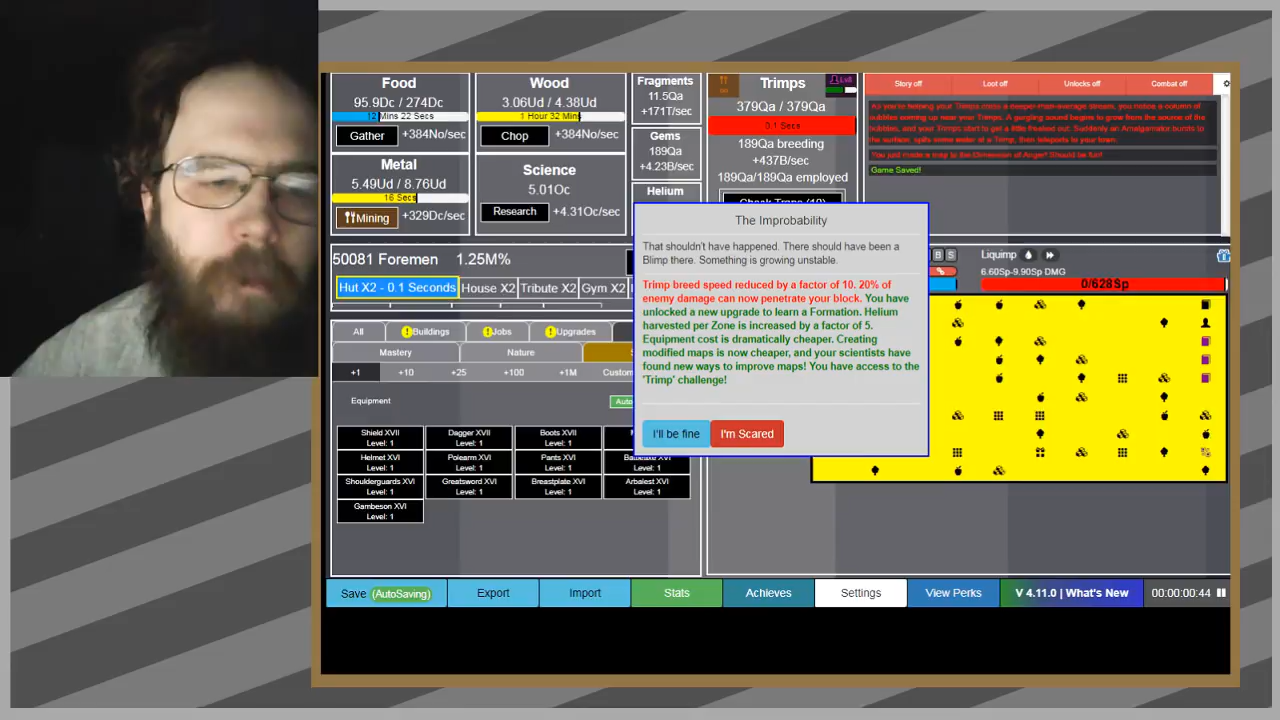 Food
95.9Dc / 274Dc
12 Mins 22 Secs
Gather
+384No/sec
Wood
3.06Ud / 4.38Ud
1 Hour 32 Mins
Chop
+384No/sec
Metal
5.49Ud / 8.76Ud
16 Secs
Mining
+329Dc/sec
Science
5.01Oc
Research
+4.31Oc/sec
Fragments
11.5Qa
+171T/sec
Gems
189Qa
+4.23B/sec
Helium
Trimps
379Qa / 379Qa
0.1 Secs
189Qa breeding
+437B/sec
189Qa/189Qa employed
Check Traps (10)
Story off
Loot off
Unlocks off
Combat off
You just made a map to the Dimension of Anger! Should be fun!
Game Saved!
50081 Foremen
1.25M%
Hut X2 - 0.1 Seconds
House X2
Tribute X2
Gym X2
All
Buildings
Jobs
Upgrades
Mastery
Nature
+1
+10
+25
+100
+1M
Equipment
Shield XVII
Level: 1
Dagger XVII
Level: 1
Boots XVII
Level: 1
Helmet XVI
Level: 1
Polearm XVI
Level: 1
Pants XVI
Level: 1
Level: 1
Shoulderguards XVI
Level: 1
Greatsword XVI
Level: 1
Breastplate XVI
Level: 1
Arbalest XVI
Level: 1
Gambeson XVI
Level: 1
The Improbability
That shouldn't have happened. There should have been a
Blimp there. Something is growing unstable.
Trimp breed speed reduced by a factor of 10. 20% of
enemy damage can now penetrate your block. You have
unlocked a new upgrade to learn a Formation. Helium
harvested per Zone is increased by a factor of 5.
Equipment cost is dramatically cheaper. Creating
modified maps is now cheaper, and your scientists have
found new ways to improve maps! You have access to the
'Trimp' challenge!
I'll be fine
I'm Scared
B
S
Liquimp
6.60Sp-9.90Sp DMG
0/628Sp
Save (AutoSaving)
Export
Import
Stats
Achieves
Settings
View Perks
V 4.11.0 | What's New
00:00:00:44